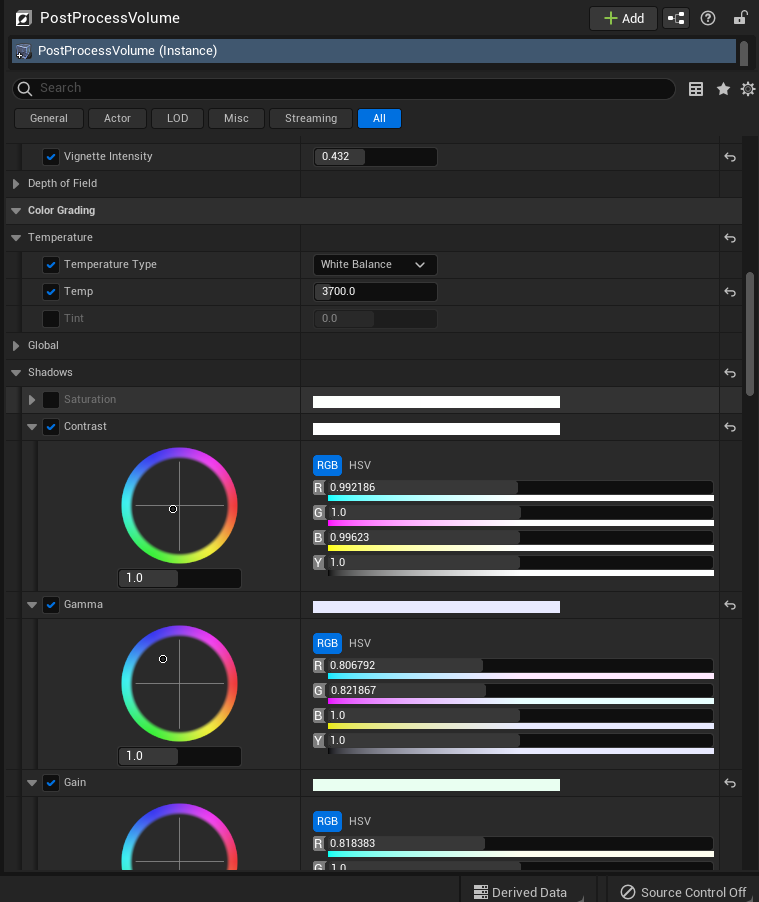 PostProcessVolume
Add
PostProcessVolume (Instance)
Search
General Actor LOD Misc Streaming All
Vignette Intensity 0.432
Depth of Field
Color Grading
Temperature
Temperature Type White Balance
Temp 3700.0
Tint 0.0
Global
Shadows
Saturation
Contrast
RGB HSV
R 0.992186
G 1.0
B 0.99623
Y 1.0
1.0
Gamma
RGB HSV
R 0.806792
G 0.821867
B 1.0
Y 1.0
1.0
Gain
RGB HSV
R 0.818383
G 1.0
Derived Data Source Control Off